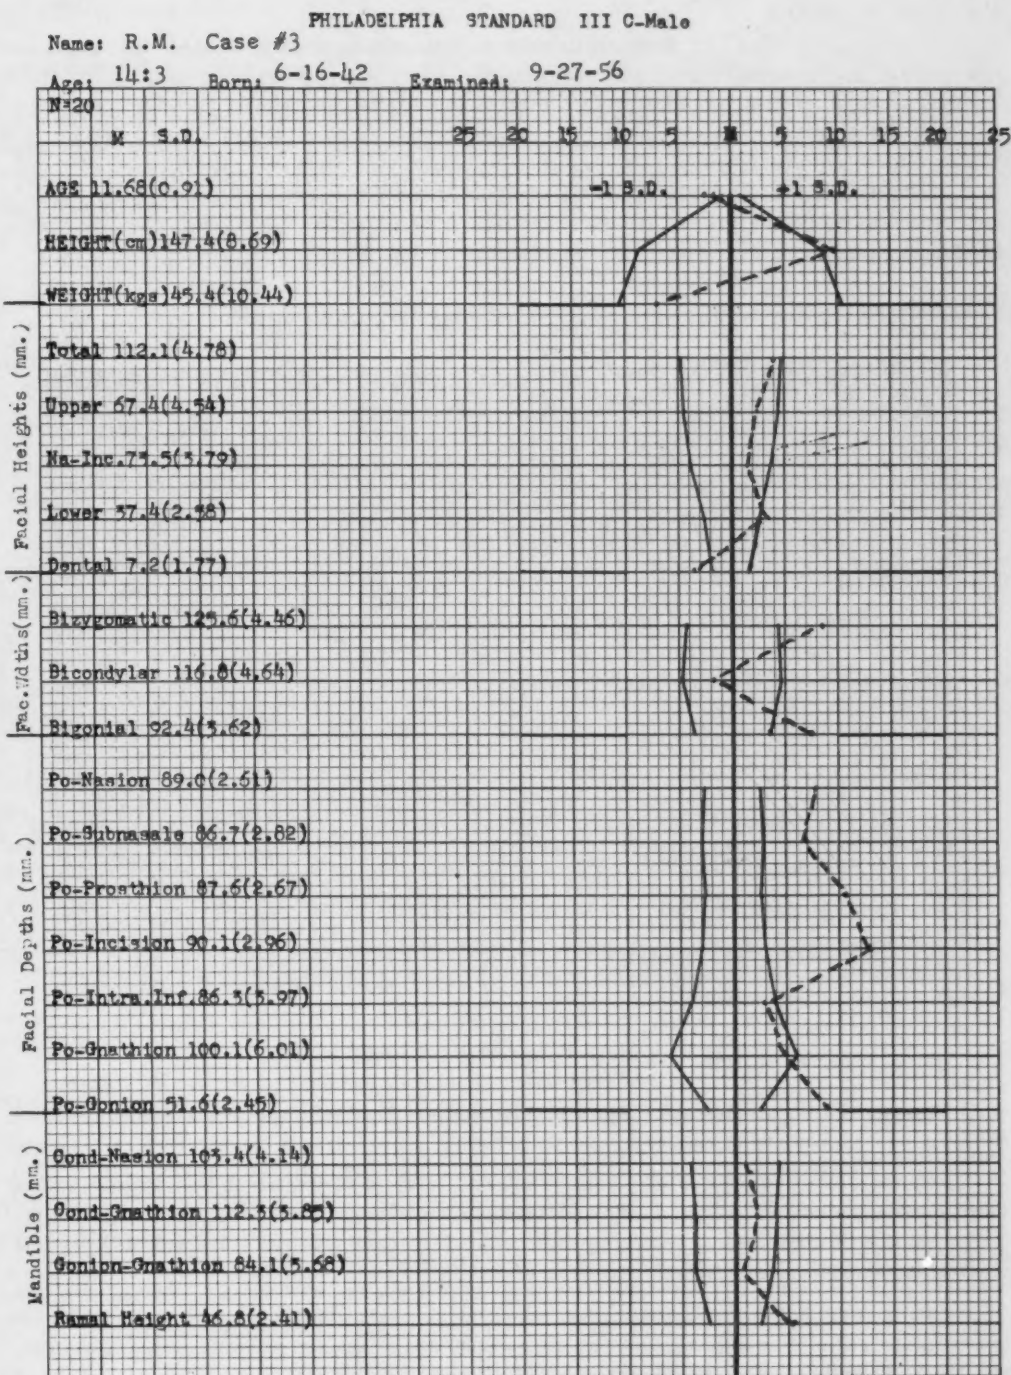 PHILADELPHIA STANDARD III C-Male
Name: R.M. Case #3
Age: 14:3 Born: 6-16-42 Examined: 9-27-56
N=20
M S.D. 25 20 15 10 5 M 5 10 15 20 25
AGE 11.68(0.91) -1 S.D. +1 S.D.
HEIGHT(cm)147.4(8.69)
WEIGHT(kgs)45.4(10.44)
Facial Heights (mm.)
Total 112.1(4.78)
Upper 67.4(4.54)
Na-Inc.73.5(3.79)
Lower 37.4(2.58)
Dental 7.2(1.77)
Fac.Wdths(mm.)
Bizygomatic 125.6(4.46)
Bicondylar 116.8(4.64)
Bigonial 92.4(3.62)
Facial Depths (mm.)
Po-Nasion 89.0(2.61)
Po-Subnasale 86.7(2.82)
Po-Prosthion 87.6(2.67)
Po-Incision 90.1(2.96)
Po-Intra.Inf.86.3(3.97)
Po-Gnathion 100.1(6.01)
Po-Gonion 51.6(2.45)
Mandible (mm.)
Cond-Nasion 103.4(4.14)
Cond-Gnathion 112.3(3.85)
Gonion-Gnathion 84.1(3.68)
Ramal Height 46.8(2.41)